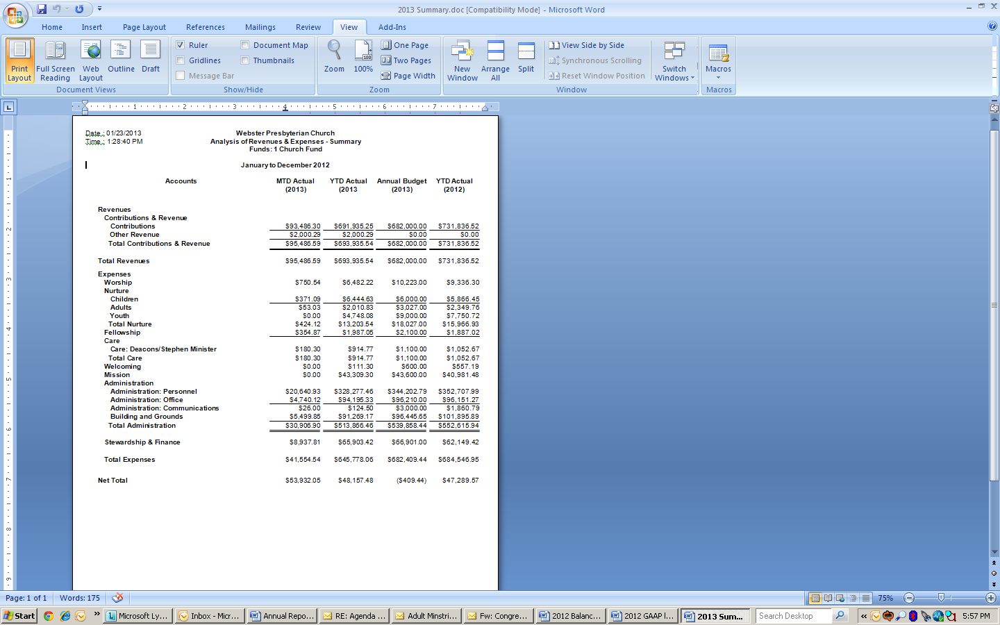 2013 Summary.doc [Compatibility Mode] - Microsoft Word
Home Insert Page Layout References Mailings Review View Add-Ins
Print Layout
Full Screen Reading
Web Layout
Outline
Draft
Document Views
Ruler
Gridlines
Message Bar
Document Map
Thumbnails
Show/Hide
Zoom
100%
One Page
Two Pages
Page Width
Zoom
New Window
Arrange All
Split
View Side by Side
Synchronous Scrolling
Reset Window Position
Switch Windows
Window
Macros
Macros
1 2 3 4 5 6 7
Date.: 01/23/2013 Webster Presbyterian Church
Time.: 1:28:40 PM Analysis of Revenues & Expenses - Summary
Funds: 1 Church Fund
January to December 2012
Accounts MTD Actual YTD Actual Annual Budget YTD Actual
(2013) (2013 (2013) (2012)
Revenues
Contributions & Revenue
Contributions $93,486.30 $691,935.25 $682,000.00 $731,836.52
Other Revenue $2,000.29 $2,000.29 $0.00 $0.00
Total Contributions & Revenue $95,486.59 $693,935.54 $682,000.00 $731,836.52
Total Revenues $95,486.59 $693,935.54 $682,000.00 $731,836.52
Expenses
Worship $750.54 $6,482.22 $10,223.00 $9,336.30
Nurture
Children $371.09 $6,444.63 $6,000.00 $5,866.45
Adults $53.03 $2,010.83 $3,027.00 $2,349.76
Youth $0.00 $4,748.08 $9,000.00 $7,750.72
Total Nurture $424.12 $13,203.54 $18,027.00 $15,966.93
Fellowship $354.87 $1,987.05 $2,100.00 $1,887.02
Care
Care: Deacons/Stephen Minister $180.30 $914.77 $1,100.00 $1,052.67
Total Care $180.30 $914.77 $1,100.00 $1,052.67
Welcoming $0.00 $111.30 $600.00 $557.19
Mission $0.00 $43,309.30 $43,600.00 $40,981.48
Administration
Administration: Personnel $20,640.93 $328,277.46 $344,202.79 $352,707.99
Administration: Office $4,740.12 $94,195.33 $96,210.00 $96,151.27
Administration: Communications $26.00 $124.50 $3,000.00 $1,860.79
Building and Grounds $5,499.85 $91,269.17 $96,445.65 $101,895.89
Total Administration $30,906.90 $513,866.46 $539,858.44 $552,615.94
Stewardship & Finance $8,937.81 $65,903.42 $66,901.00 $62,149.42
Total Expenses $41,554.54 $645,778.06 $682,409.44 $684,546.95
Net Total $53,932.05 $48,157.48 ($409.44) $47,289.57
1
2
3
4
5
6
7
8
9
Page: 1 of 1 Words: 175 75%
Start Microsoft Ly... Inbox - Micr... Annual Repo... RE: Agenda ... Adult Minstri... Fw: Congre... 2012 Balanc... 2012 GAAP I... 2013 Sum... Search Desktop 5:57 PM